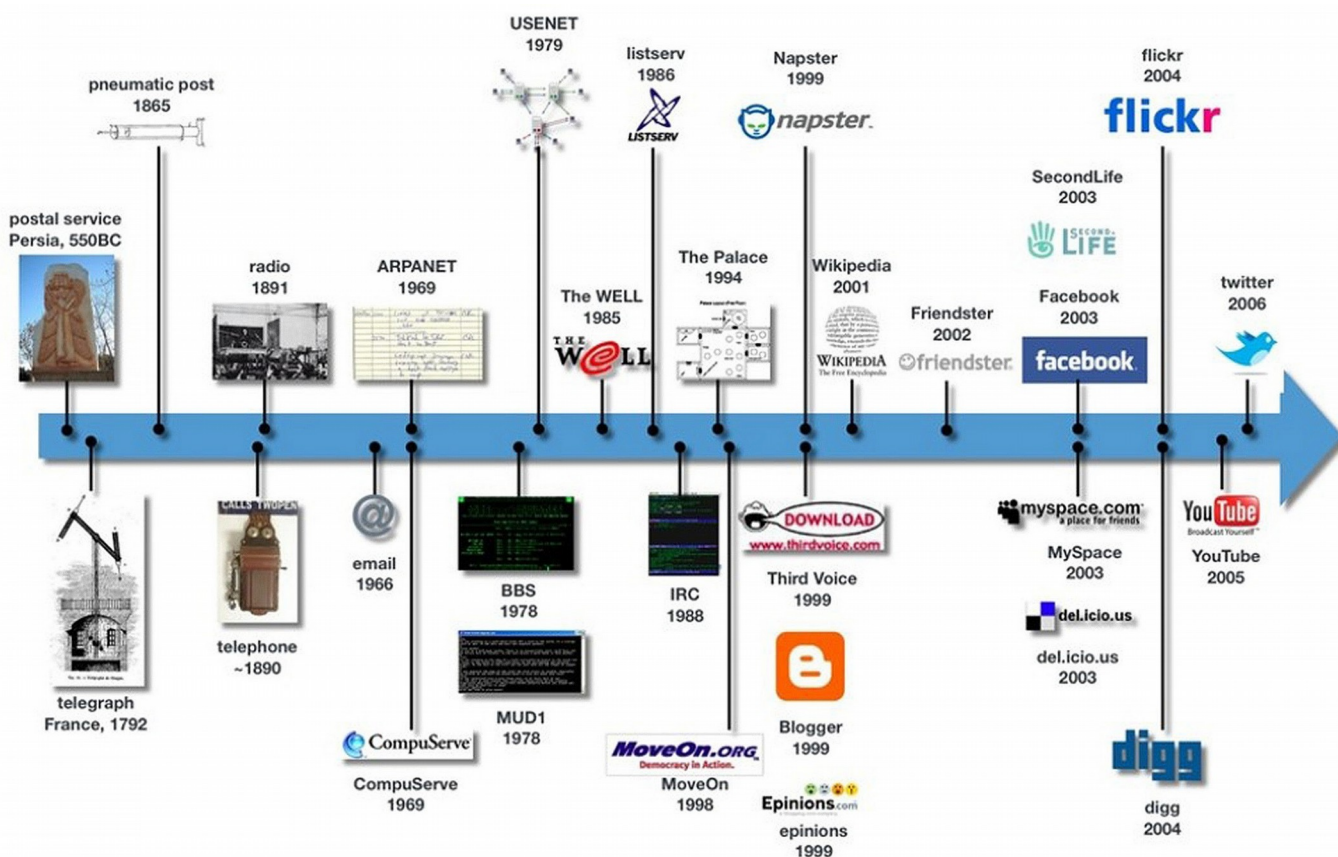 USENET
1979
listserv
1986
LISTSERV
Napster
1999
napster
flickr
2004
flickr
pneumatic post
1865
SecondLife
2003
SECOND
LIFE
postal service
Persia, 550BC
radio
1891
ARPANET
1969
The WELL
1985
THE
WELL
The Palace
1994
Wikipedia
2001
WIKIPEDIA
The Free Encyclopedia
Friendster
2002
friendster
Facebook
2003
facebook
twitter
2006
telegraph
France, 1792
CALLS TWOPEN
telephone
~1890
@
email
1966
CompuServe
CompuServe
1969
BBS
1978
MUD1
1978
IRC
1988
MoveOn.ORG
Democracy in Action.
MoveOn
1998
DOWNLOAD
www.thirdvoice.com
Third Voice
1999
Blogger
1999
Epinions.com
epinions
1999
myspace.com
a place for friends
MySpace
2003
del.icio.us
del.icio.us
2003
digg
digg
2004
YouTube
Broadcast Yourself
YouTube
2005